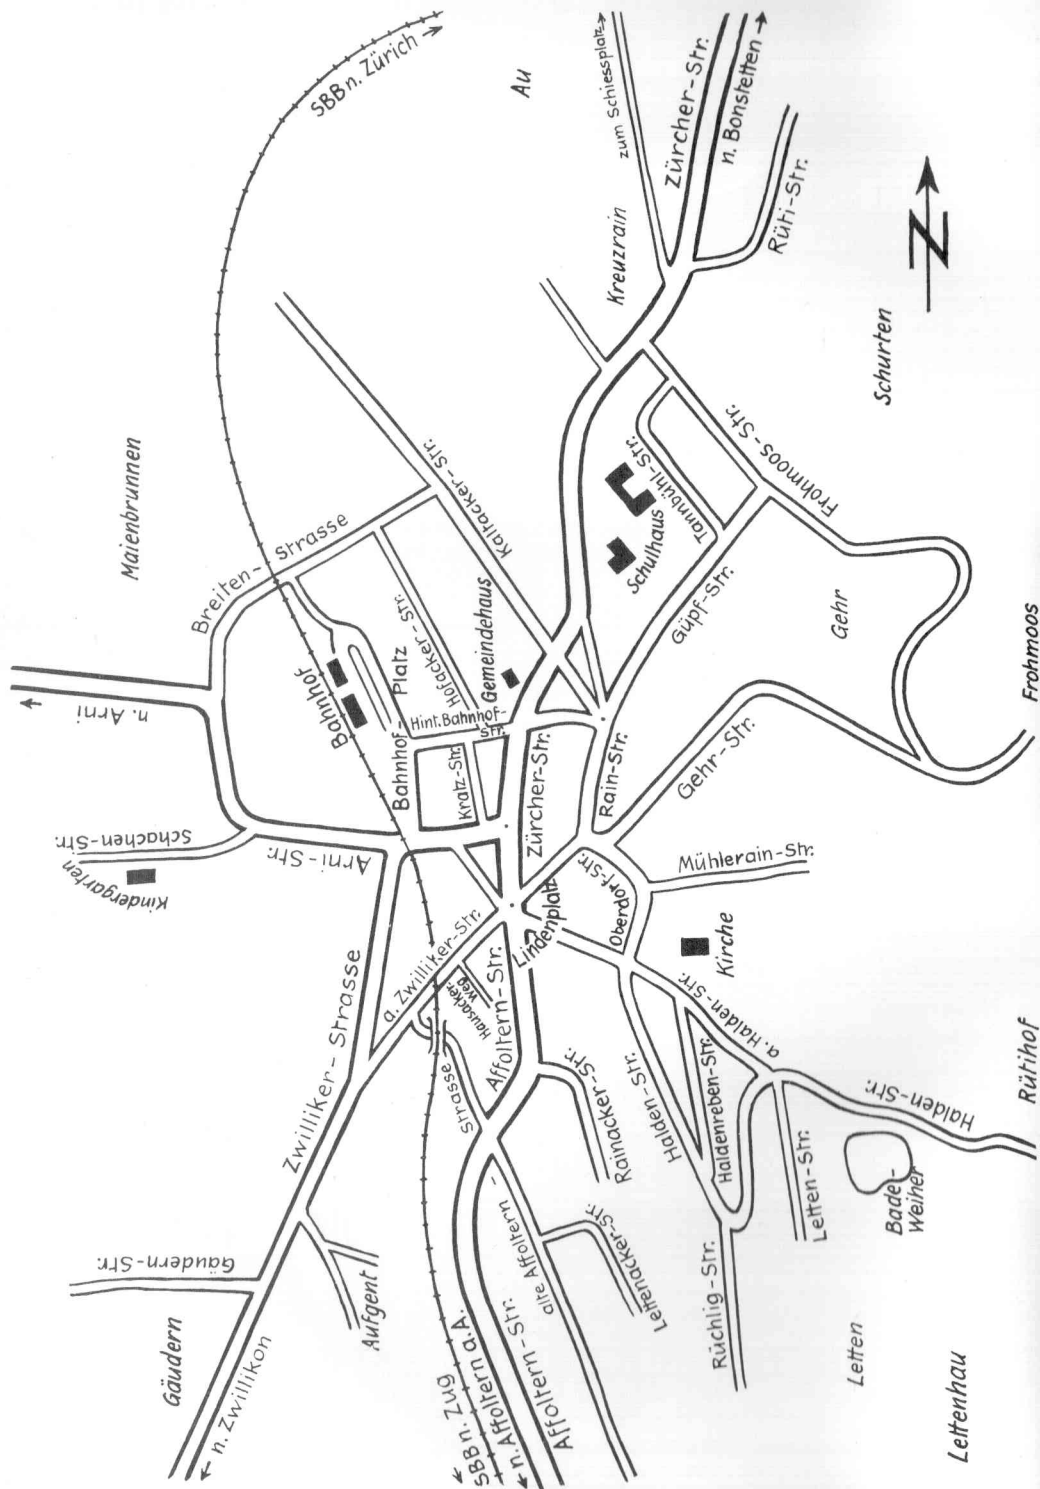 SBB n. Zürich
Au
zum Schiessplatz
Zürcher-Str.
n. Bonstetten
Rüti-Str.
Kreuzrain
N
Schurten
Maienbrunnen
Kaltacker-Str.
Breiten-Strasse
Tannbühl-Str.
Frohmoos-Str.
Schulhaus
Güpf-Str.
Gehr
Frohmoos
n. Arni
Bahnhof
Bahnhof-Platz
Hofacker-Str.
Gemeindehaus
Hint. Bahnhof-
str.
Kratz-Str.
Zürcher-Str.
Rain-Str.
Gehr-Str.
Schachen-Str.
Kindergarten
Arni-Str.
Mühlerain-Str.
Oberdorf-Str.
Lindenplatz
Kirche
a. Zwilliker-Str.
Hausacker-
weg
Affoltern-Str.
Zwilliker-Strasse
Strasse
Rainacker-Str.
Halden-Str.
Haldenreben-Str.
a. Halden-Str.
Halden-Str.
Rütihof
Letten-Str.
Bade-
Weiher
Gäudern-Str.
Gäudern
Aufgent
n. Zwillikon
SBB n. Zug
n. Affoltern a.A.
Affoltern-Str.
alte Affoltern-
Lettenacker-Str.
Rüchlig-Str.
Letten
Lettenhau